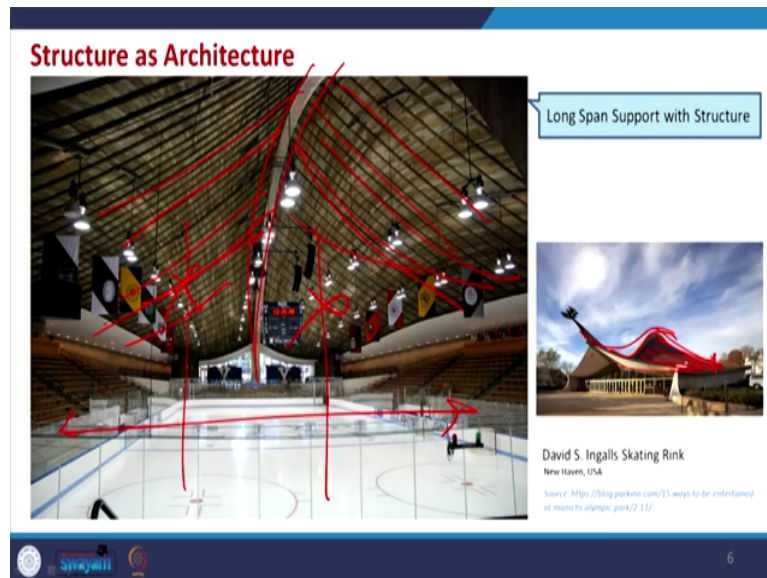 Structure as Architecture
Long Span Support with Structure
David S. Ingalls Skating Rink
New Haven, USA
Source: https://blog.parkinn.com/15-ways-to-be-entertained
at-munichs-olympic-park/2-11/
swayam
6